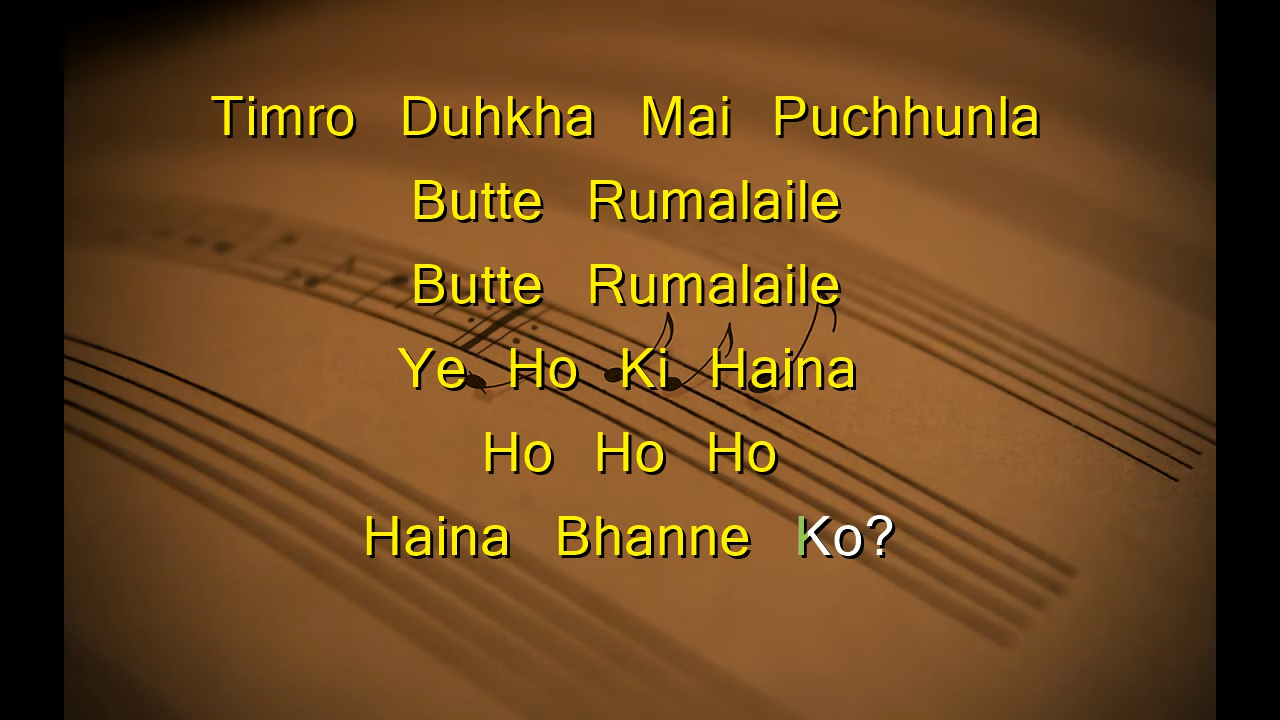 Timro Duhkha Mai Puchhunla
Butte Rumalaile
Butte Rumalaile
Ye Ho Ki Haina
Ho Ho Ho
Haina Bhanne Ko?